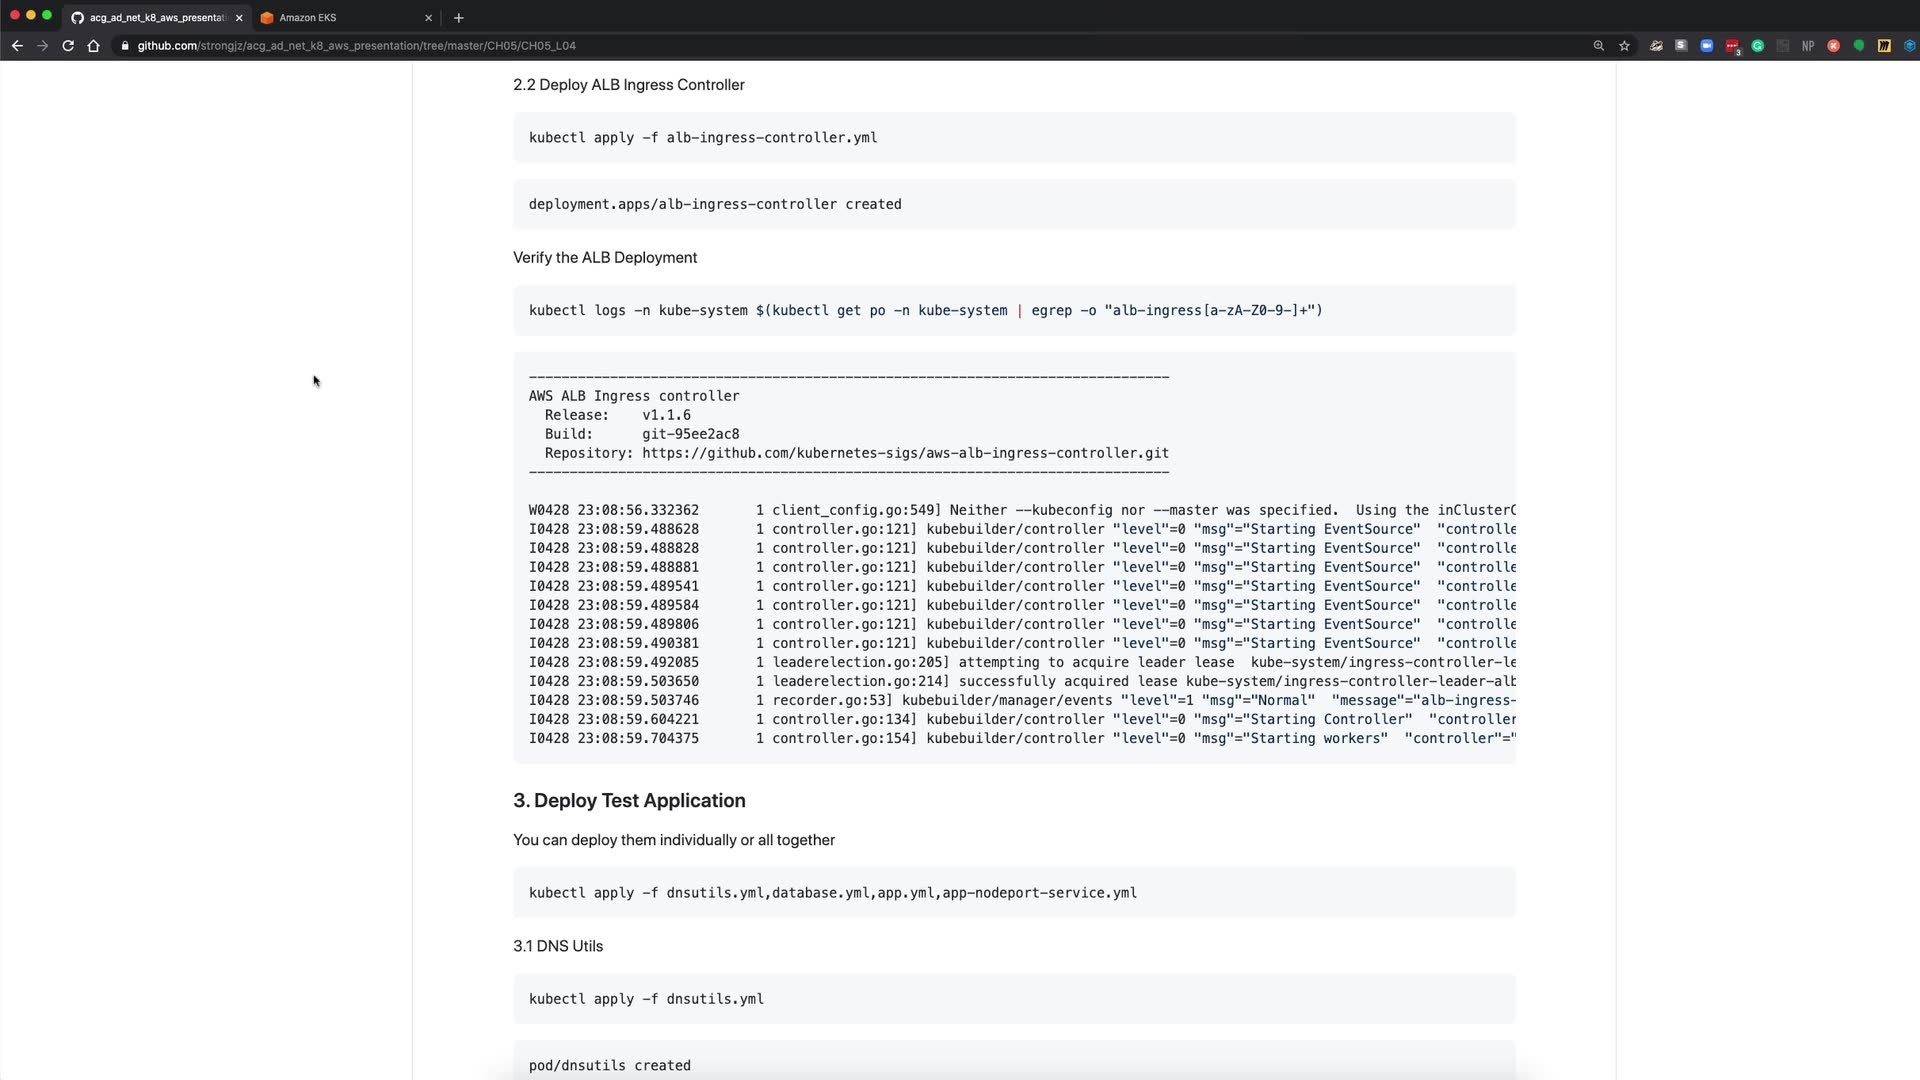 acg_ad_net_k8_aws_presentati
Amazon EKS
github.com/strongjz/acg_ad_net_k8_aws_presentation/tree/master/CH05/CH05_L04
3
NP
2.2 Deploy ALB Ingress Controller
kubectl apply -f alb-ingress-controller.yml
deployment.apps/alb-ingress-controller created
Verify the ALB Deployment
kubectl logs -n kube-system $(kubectl get po -n kube-system | egrep -o "alb-ingress[a-zA-Z0-9-]+")
-------------------------------------------------------------------------------
AWS ALB Ingress controller
Release: v1.1.6
Build: git-95ee2ac8
Repository: https://github.com/kubernetes-sigs/aws-alb-ingress-controller.git
-------------------------------------------------------------------------------
W0428 23:08:56.332362 1 client_config.go:549] Neither --kubeconfig nor --master was specified. Using the inClusterC
I0428 23:08:59.488628 1 controller.go:121] kubebuilder/controller "level"=0 "msg"="Starting EventSource" "controlle
I0428 23:08:59.488828 1 controller.go:121] kubebuilder/controller "level"=0 "msg"="Starting EventSource" "controlle
I0428 23:08:59.488881 1 controller.go:121] kubebuilder/controller "level"=0 "msg"="Starting EventSource" "controlle
I0428 23:08:59.489541 1 controller.go:121] kubebuilder/controller "level"=0 "msg"="Starting EventSource" "controlle
I0428 23:08:59.489584 1 controller.go:121] kubebuilder/controller "level"=0 "msg"="Starting EventSource" "controlle
I0428 23:08:59.489806 1 controller.go:121] kubebuilder/controller "level"=0 "msg"="Starting EventSource" "controlle
I0428 23:08:59.490381 1 controller.go:121] kubebuilder/controller "level"=0 "msg"="Starting EventSource" "controlle
I0428 23:08:59.492085 1 leaderelection.go:205] attempting to acquire leader lease kube-system/ingress-controller-le
I0428 23:08:59.503650 1 leaderelection.go:214] successfully acquired lease kube-system/ingress-controller-leader-alb
I0428 23:08:59.503746 1 recorder.go:53] kubebuilder/manager/events "level"=1 "msg"="Normal" "message"="alb-ingress-
I0428 23:08:59.604221 1 controller.go:134] kubebuilder/controller "level"=0 "msg"="Starting Controller" "controller
I0428 23:08:59.704375 1 controller.go:154] kubebuilder/controller "level"=0 "msg"="Starting workers" "controller"="
3. Deploy Test Application
You can deploy them individually or all together
kubectl apply -f dnsutils.yml,database.yml,app.yml,app-nodeport-service.yml
3.1 DNS Utils
kubectl apply -f dnsutils.yml
pod/dnsutils created